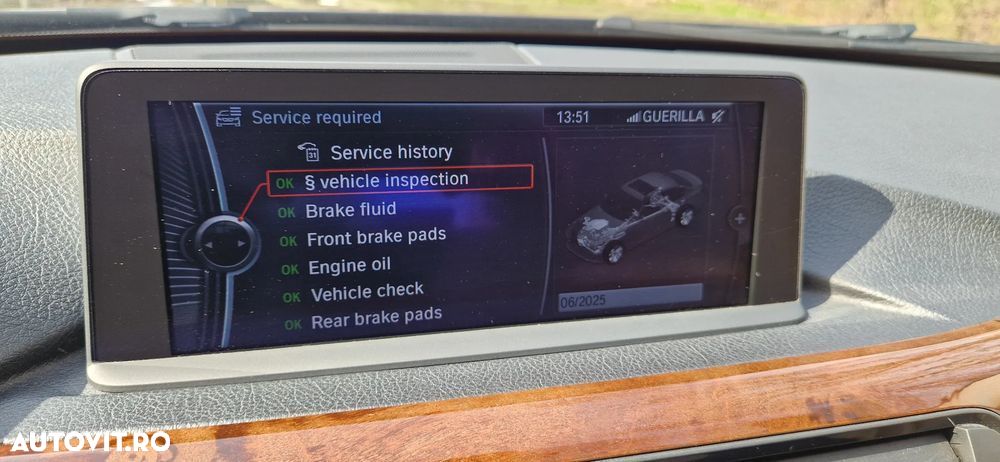 Service required
13:51
GUERILLA
31
Service history
OK § vehicle inspection
OK Brake fluid
OK Front brake pads
OK Engine oil
OK Vehicle check
OK Rear brake pads
06/2025
AUTOVIT.RO